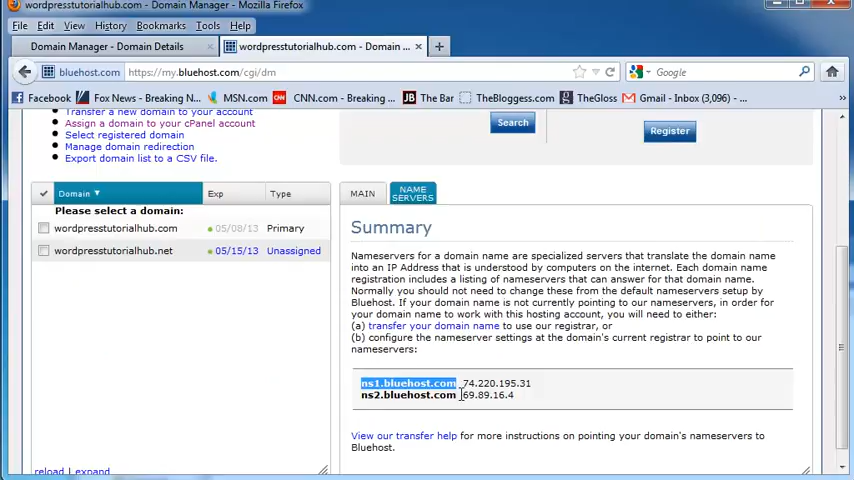 wordpresstutorialhub.com - Domain Manager - Mozilla Firefox
File Edit View History Bookmarks Tools Help
Domain Manager - Domain Details × wordpresstutorialhub.com - Domain ... × +
bluehost.com https://my.bluehost.com/cgi/dm Google
Facebook Fox News - Breaking N... MSN.com CNN.com - Breaking ... JB The Bar TheBloggess.com TheGloss Gmail - Inbox (3,096) - ...
Transfer a new domain to your account
Assign a domain to your cPanel account
Select registered domain
Manage domain redirection
Export domain list to a CSV file.
Search
Register
Domain Exp Type
Please select a domain:
wordpresstutorialhub.com 05/08/13 Primary
wordpresstutorialhub.net 05/15/13 Unassigned
reload | expand
MAIN NAME SERVERS
Summary
Nameservers for a domain name are specialized servers that translate the domain name
into an IP Address that is understood by computers on the internet. Each domain name
registration includes a listing of nameservers that can answer for that domain name.
Normally you should not need to change these from the default nameservers setup by
Bluehost. If your domain name is not currently pointing to our nameservers, in order for
your domain name to work with this hosting account, you will need to either:
(a) transfer your domain name to use our registrar, or
(b) configure the nameserver settings at the domain's current registrar to point to our
nameservers:
ns1.bluehost.com 74.220.195.31
ns2.bluehost.com 69.89.16.4
View our transfer help for more instructions on pointing your domain's nameservers to
Bluehost.